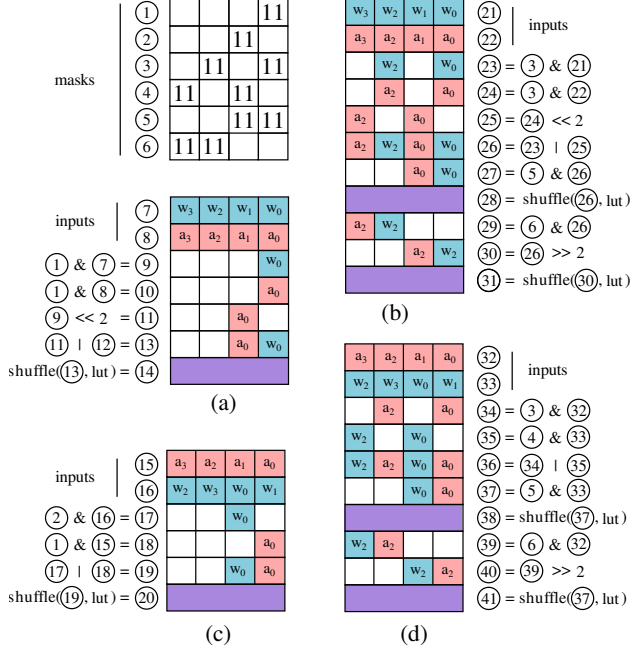 masks
① 11
② 11
③ 11 11
④ 11 11
⑤ 11 11
⑥ 11 11
inputs
⑦ w₃ w₂ w₁ w₀
⑧ a₃ a₂ a₁ a₀
① & ⑦ = ⑨ w₀
① & ⑧ = ⑩ a₀
⑨ << 2 = ⑪ a₀
⑪ | ⑫ = ⑬ a₀ w₀
shuffle(⑬, lut) = ⑭
(a)
w₃ w₂ w₁ w₀ ㉑
a₃ a₂ a₁ a₀ ㉒
inputs
w₂ w₀ ㉓ = ③ & ㉑
a₂ a₀ ㉔ = ③ & ㉒
a₂ a₀ ㉕ = ㉔ << 2
a₂ w₂ a₀ w₀ ㉖ = ㉓ | ㉕
a₀ w₀ ㉗ = ⑤ & ㉖
㉘ = shuffle(㉖, lut)
a₂ w₂ ㉙ = ⑥ & ㉖
a₂ w₂ ㉚ = ㉖ >> 2
㉛ = shuffle(㉚, lut)
(b)
inputs
⑮ a₃ a₂ a₁ a₀
⑯ w₂ w₃ w₀ w₁
② & ⑯ = ⑰ w₀
① & ⑮ = ⑱ a₀
⑰ | ⑱ = ⑲ w₀ a₀
shuffle(⑲, lut) = ⑳
(c)
a₃ a₂ a₁ a₀ ㉜
w₂ w₃ w₀ w₁ ㉝
inputs
a₂ a₀ ㉞ = ③ & ㉜
w₂ w₀ ㉟ = ④ & ㉝
w₂ a₂ w₀ a₀ ㊱ = ㉞ | ㉟
w₀ a₀ ㊲ = ⑤ & ㉝
㊳ = shuffle(㊲, lut)
w₂ a₂ ㊴ = ⑥ & ㉜
w₂ a₂ ㊵ = ㊴ >> 2
㊶ = shuffle(㊲, lut)
(d)